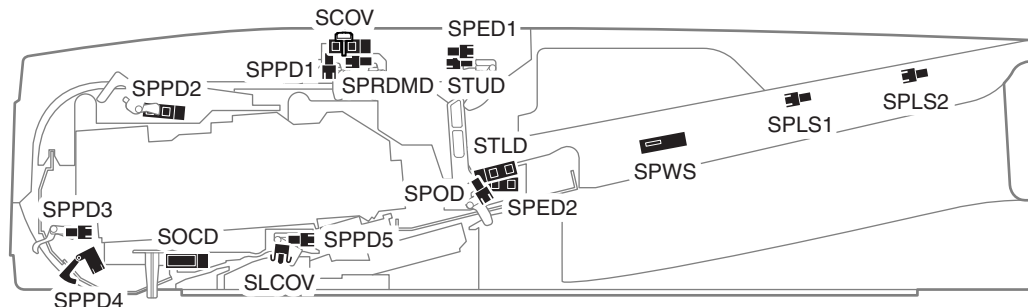 SCOV
SPED1
SPPD1
SPRDMD
STUD
SPPD2
SPLS2
SPLS1
STLD
SPWS
SPOD
SPED2
SPPD3
SOCD
SPPD5
SLCOV
SPPD4